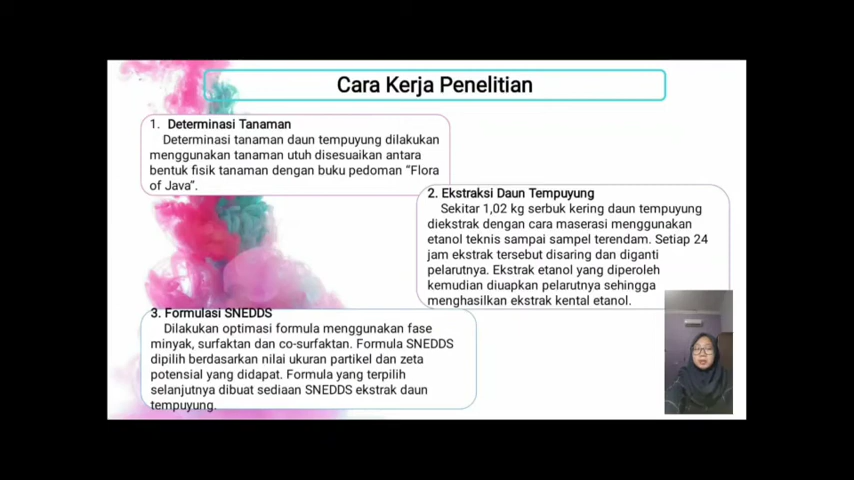 Cara Kerja Penelitian
1. Determinasi Tanaman
Determinasi tanaman daun tempuyung dilakukan
menggunakan tanaman utuh disesuaikan antara
bentuk fisik tanaman dengan buku pedoman “Flora
of Java”.
2. Ekstraksi Daun Tempuyung
Sekitar 1,02 kg serbuk kering daun tempuyung
diekstrak dengan cara maserasi menggunakan
etanol teknis sampai sampel terendam. Setiap 24
jam ekstrak tersebut disaring dan diganti
pelarutnya. Ekstrak etanol yang diperoleh
kemudian diuapkan pelarutnya sehingga
menghasilkan ekstrak kental etanol.
3. Formulasi SNEDDS
Dilakukan optimasi formula menggunakan fase
minyak, surfaktan dan co-surfaktan. Formula SNEDDS
dipilih berdasarkan nilai ukuran partikel dan zeta
potensial yang didapat. Formula yang terpilih
selanjutnya dibuat sediaan SNEDDS ekstrak daun
tempuyung.